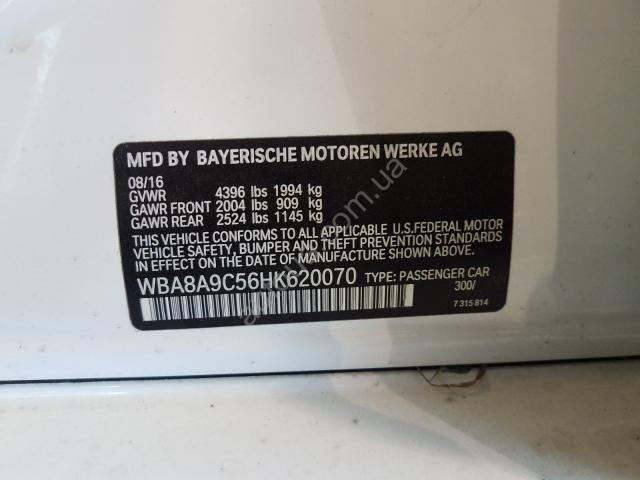 MFD BY BAYERISCHE MOTOREN WERKE AG
08/16
GVWR 4396 lbs 1994 kg
GAWR FRONT 2004 lbs 909 kg
GAWR REAR 2524 lbs 1145 kg
THIS VEHICLE CONFORMS TO ALL APPLICABLE U.S.FEDERAL MOTOR
VEHICLE SAFETY, BUMPER AND THEFT PREVENTION STANDARDS
IN EFFECT ON THE DATE OF MANUFACTURE SHOWN ABOVE.
WBA8A9C56HK620070 TYPE: PASSENGER CAR
300/
7 315 814